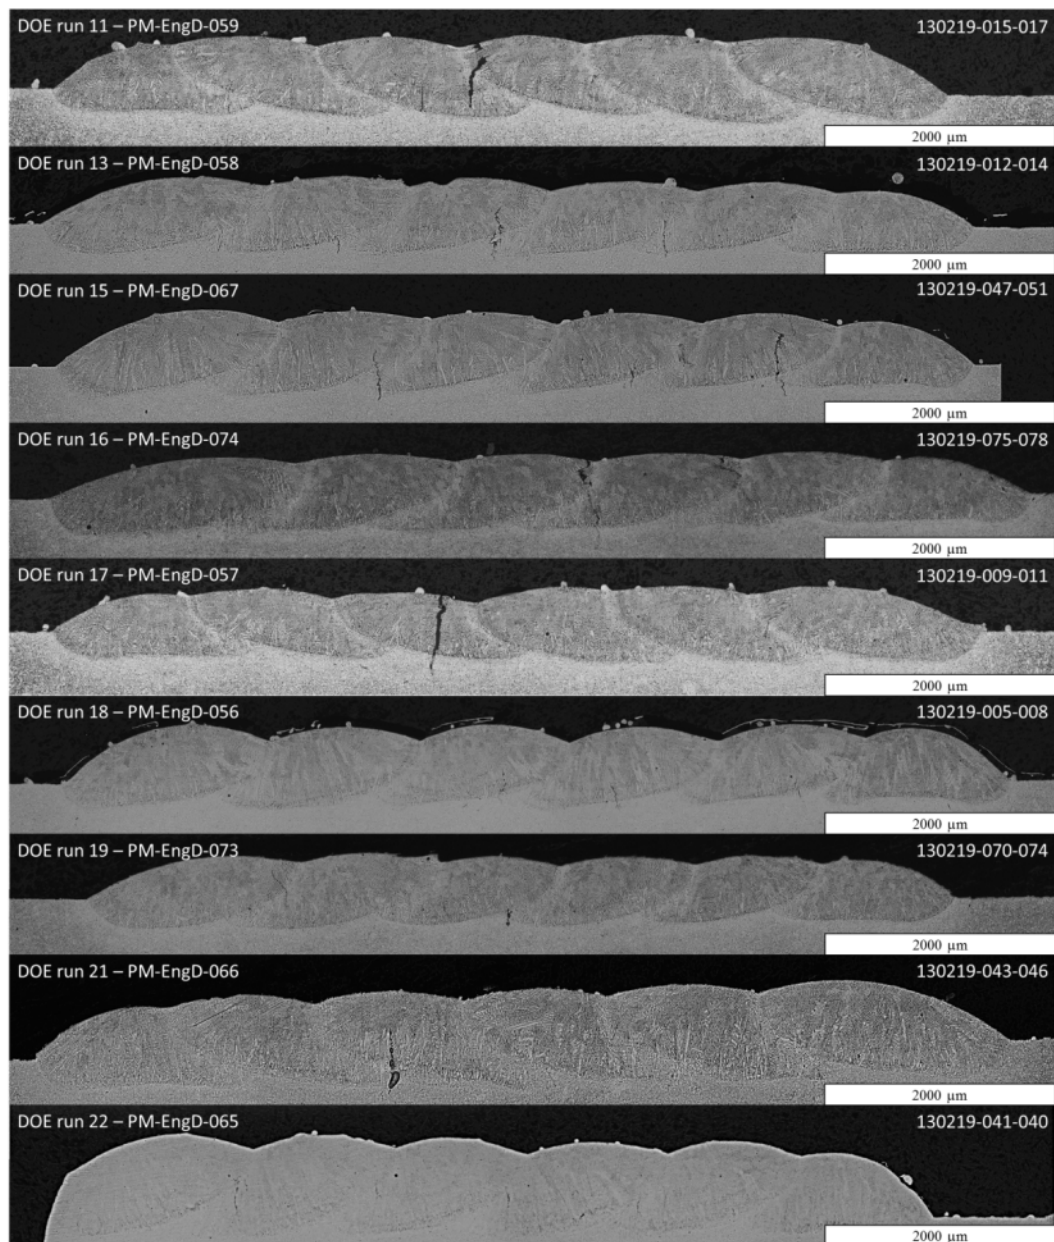 DOE run 11 – PM-EngD-059 130219-015-017
2000 µm
DOE run 13 – PM-EngD-058 130219-012-014
2000 µm
DOE run 15 – PM-EngD-067 130219-047-051
2000 µm
DOE run 16 – PM-EngD-074 130219-075-078
2000 µm
DOE run 17 – PM-EngD-057 130219-009-011
2000 µm
DOE run 18 – PM-EngD-056 130219-005-008
2000 µm
DOE run 19 – PM-EngD-073 130219-070-074
2000 µm
DOE run 21 – PM-EngD-066 130219-043-046
2000 µm
DOE run 22 – PM-EngD-065 130219-041-040
2000 µm